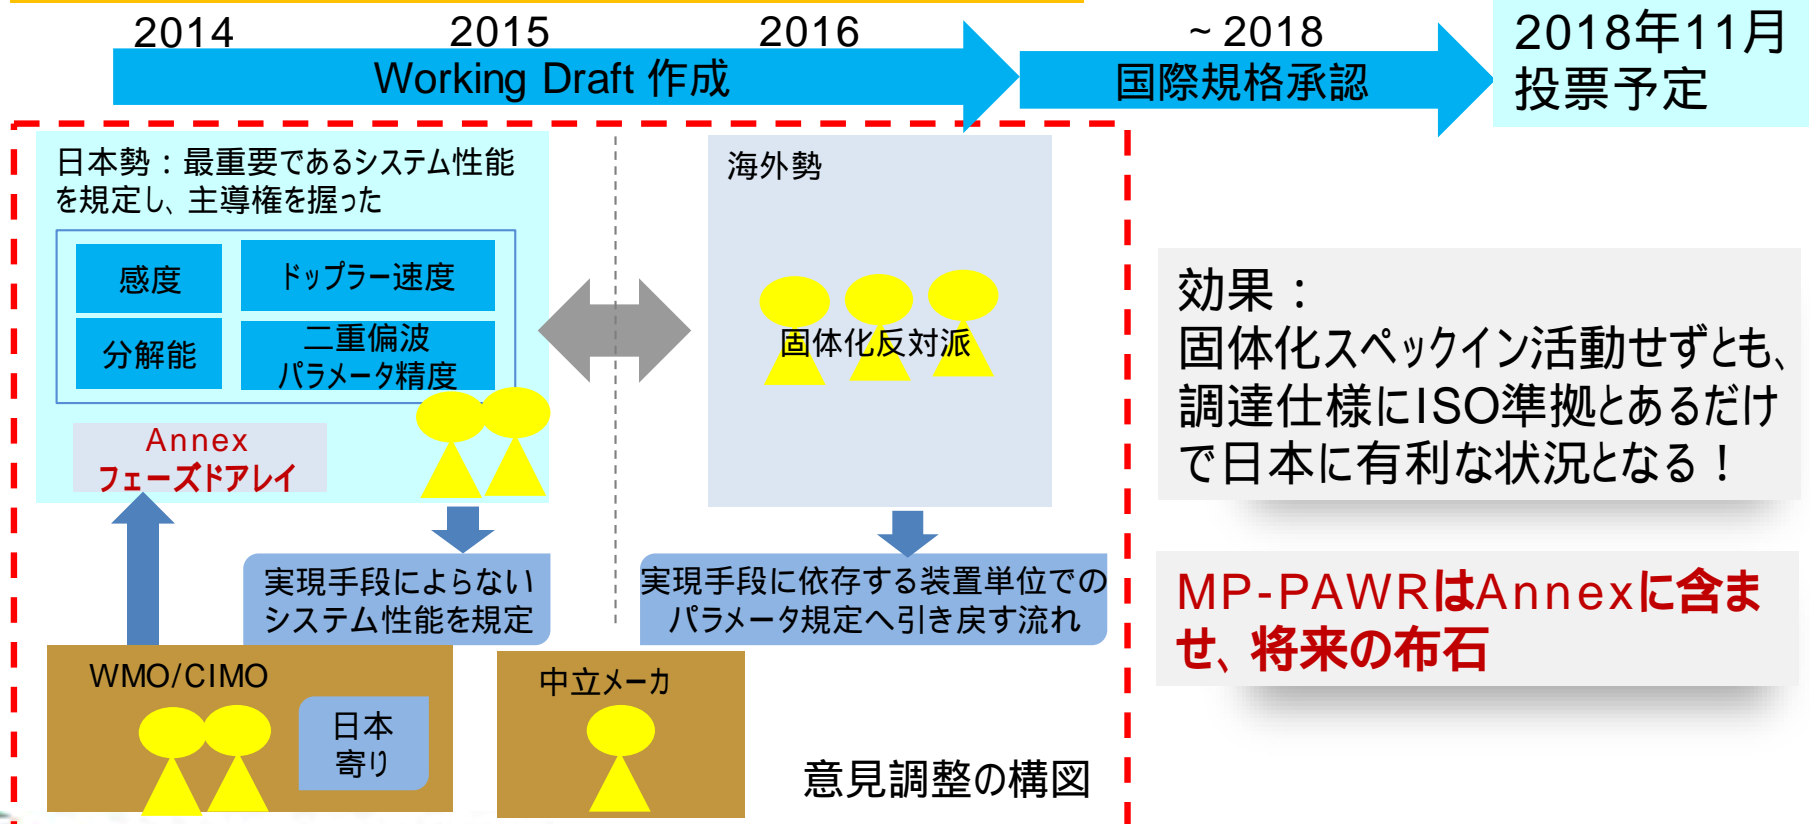 2014
2015
2016
~ 2018
Working Draft 作成
国際規格承認
2018年11月
投票予定
日本勢：最重要であるシステム性能
を規定し、主導権を握った
感度
ドップラー速度
分解能
二重偏波
パラメータ精度
Annex
フェーズドアレイ
海外勢
固体化反対派
実現手段によらない
システム性能を規定
実現手段に依存する装置単位での
パラメータ規定へ引き戻す流れ
WMO/CIMO
日本
寄り
中立メーカ
意見調整の構図
効果：
固体化スペックイン活動せずとも、
調達仕様にISO準拠とあるだけ
で日本に有利な状況となる！
MP-PAWRはAnnexに含ま
せ、将来の布石